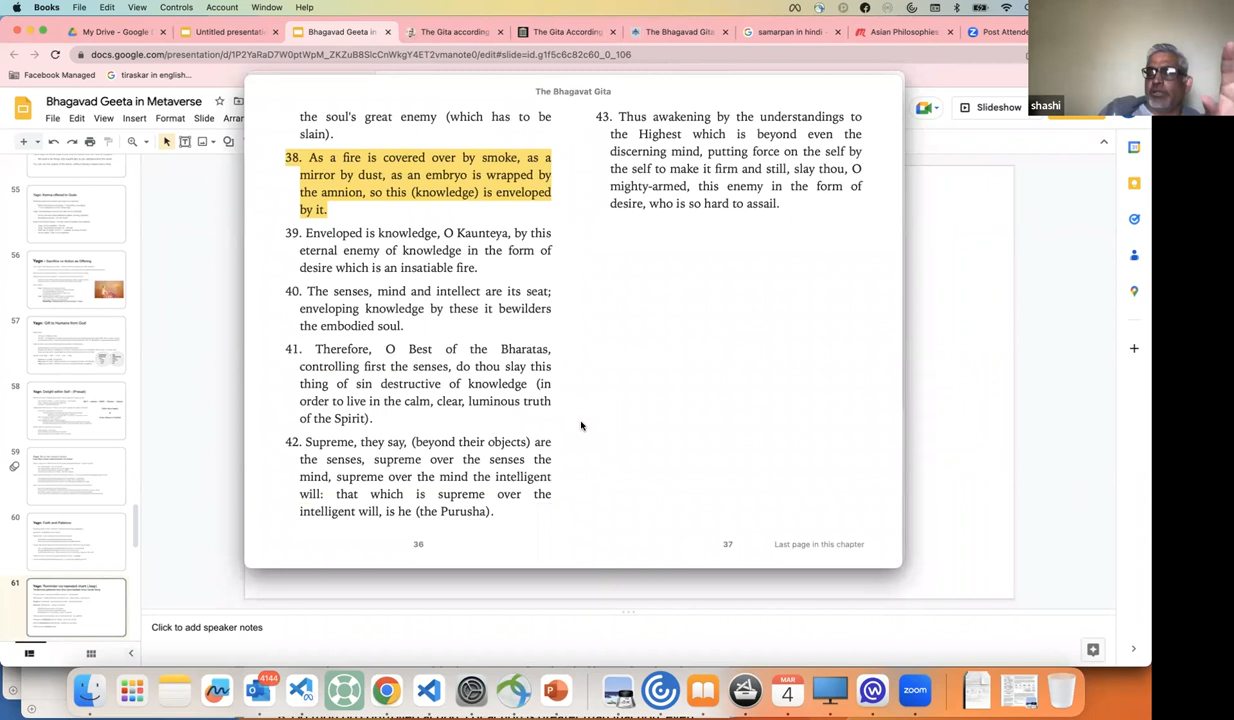 Books File Edit View Controls Account Window Help
My Drive - Google
Untitled presentation
Bhagavad Geeta in
The Gita according
The Gita According
The Bhagavad Gita
samarpan in hindi -
Asian Philosophies
Post Attende
docs.google.com/presentation/d/1P2YaRaD7W0ptWpM_ZKZuB8SlcCnWkgY4ET2vmanote0/edit#slide=id.g1f5c6c82c60_0_106
Facebook Managed
tiraskar in english...
shashi
Bhagavad Geeta in Metaverse
File Edit View Insert Format Slide Arra
Slideshow
The Bhagavat Gita
the soul's great enemy (which has to be
slain).
38. As a fire is covered over by smoke, as a
mirror by dust, as an embryo is wrapped by
the amnion, so this (knowledge) is enveloped
by it.
39. Enveloped is knowledge, O Kaunteya, by this
eternal enemy of knowledge in the form of
desire which is an insatiable fire.
40. The senses, mind and intellect are its seat;
enveloping knowledge by these it bewilders
the embodied soul.
41. Therefore, O Best of the Bharatas,
controlling first the senses, do thou slay this
thing of sin destructive of knowledge (in
order to live in the calm, clear, luminous truth
of the Spirit).
42. Supreme, they say, (beyond their objects) are
the senses, supreme over the senses the
mind, supreme over the mind the intelligent
will: that which is supreme over the
intelligent will, is he (the Purusha).
36
43. Thus awakening by the understandings to
the Highest which is beyond even the
discerning mind, putting force on the self by
the self to make it firm and still, slay thou, O
mighty-armed, this enemy in the form of
desire, who is so hard to assail.
37
Last page in this chapter
55
56
57
58
59
60
61
Click to add speaker notes
4144
MAR
4
zoom